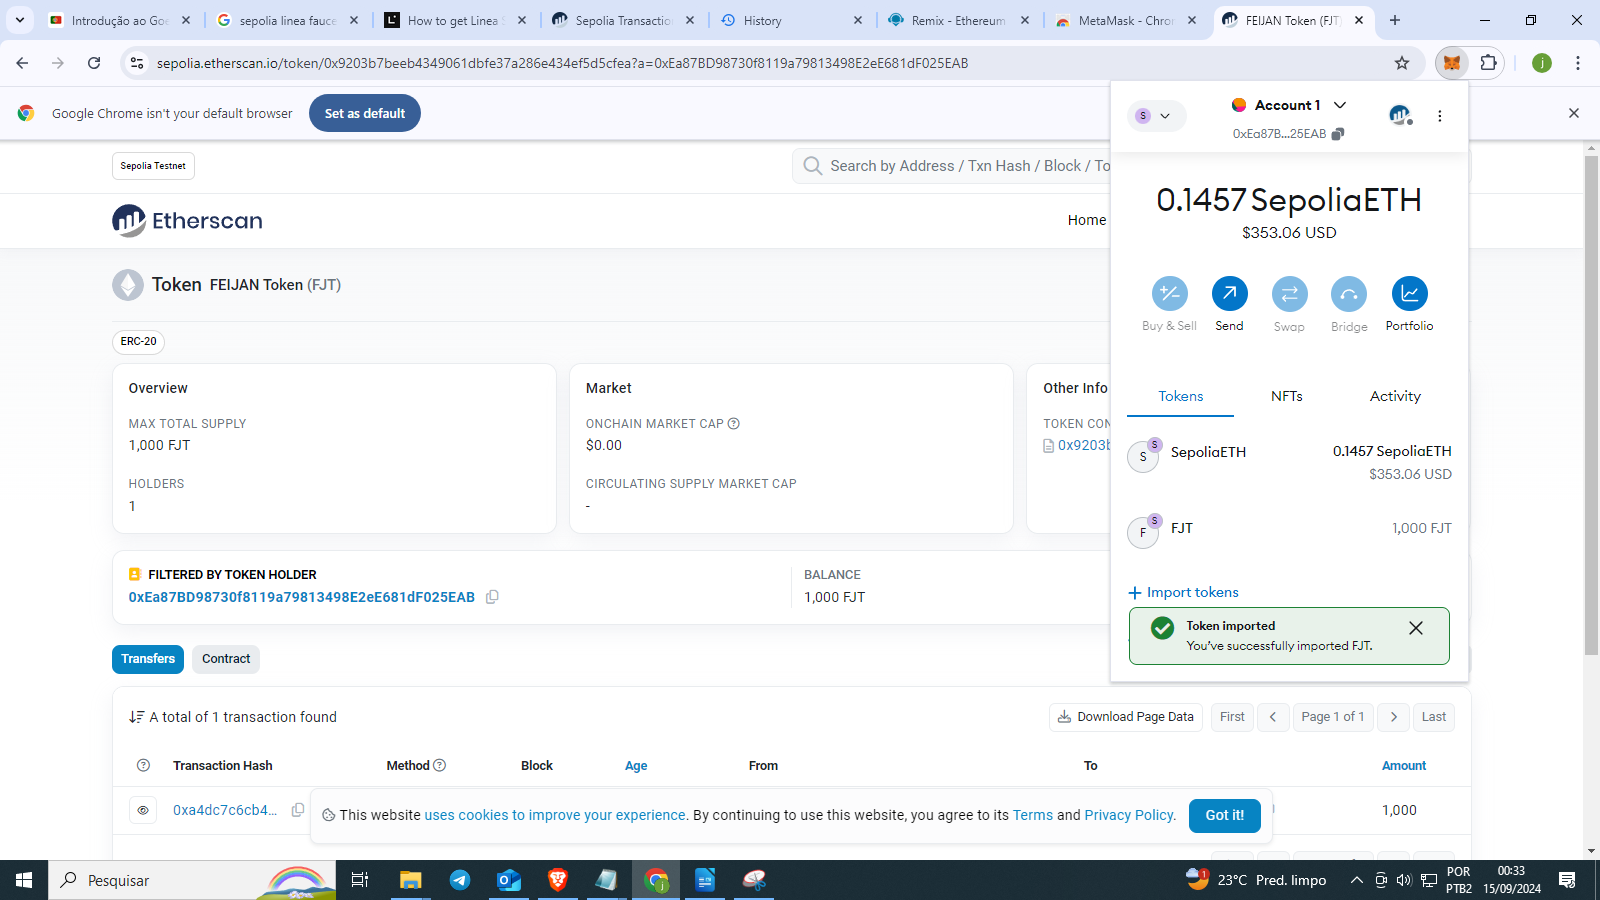 Introdução ao Goe
sepolia linea fauce
How to get Linea S
Sepolia Transactio
History
Remix - Ethereum
MetaMask - Chro
FEIJAN Token (FJT)
sepolia.etherscan.io/token/0x9203b7beeb4349061dbfe37a286e434ef5d5cfea?a=0xEa87BD98730f8119a79813498E2eE681dF025EAB
j
Google Chrome isn't your default browser
Set as default
S
Account 1
0xEa87B...25EAB
Sepolia Testnet
Search by Address / Txn Hash / Block / To
Etherscan
Home
0.1457 SepoliaETH
$353.06 USD
Token FEIJAN Token (FJT)
Buy & Sell
Send
Swap
Bridge
Portfolio
ERC-20
Overview
MAX TOTAL SUPPLY
1,000 FJT
HOLDERS
1
Market
ONCHAIN MARKET CAP
$0.00
CIRCULATING SUPPLY MARKET CAP
-
Other Info
TOKEN CON
0x9203b
Tokens
NFTs
Activity
S
S
SepoliaETH
0.1457 SepoliaETH
$353.06 USD
S
F
FJT
1,000 FJT
+ Import tokens
Token imported
You've successfully imported FJT.
FILTERED BY TOKEN HOLDER
0xEa87BD98730f8119a79813498E2eE681dF025EAB
BALANCE
1,000 FJT
Transfers
Contract
A total of 1 transaction found
Download Page Data
First
Page 1 of 1
Last
Transaction Hash
Method
Block
Age
From
To
Amount
0xa4dc7c6cb4...
1,000
This website uses cookies to improve your experience. By continuing to use this website, you agree to its Terms and Privacy Policy.
Got it!
Pesquisar
1
23°C Pred. limpo
POR
PTB2
00:33
15/09/2024